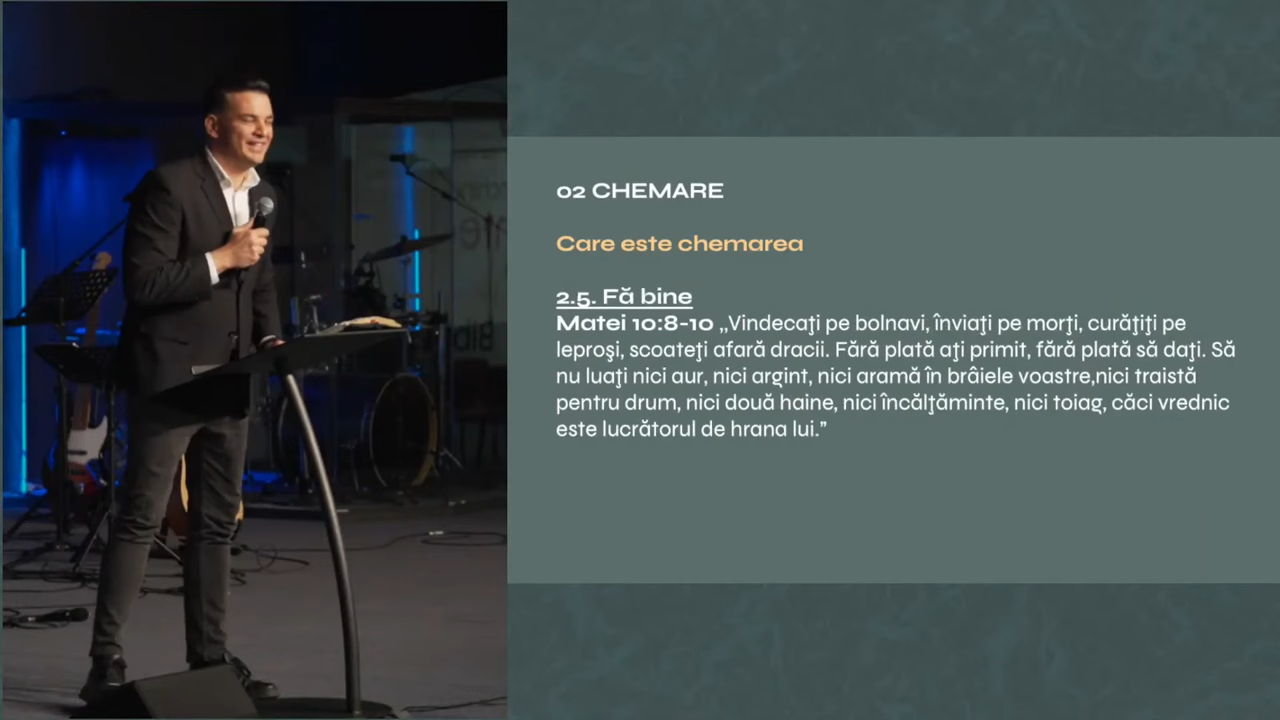 02 CHEMARE
Care este chemarea
2.5. Fă bine
Matei 10:8-10 „Vindecaţi pe bolnavi, înviaţi pe morţi, curăţiţi pe
leproşi, scoateţi afară dracii. Fără plată aţi primit, fără plată să daţi. Să
nu luaţi nici aur, nici argint, nici aramă în brâiele voastre,nici traistă
pentru drum, nici două haine, nici încălţăminte, nici toiag, căci vrednic
este lucrătorul de hrana lui.”